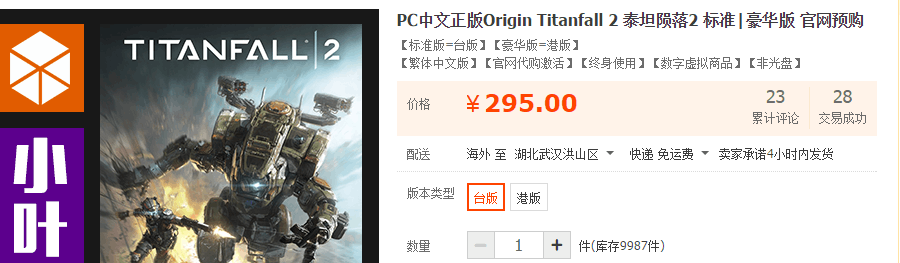 PC中文正版Origin Titanfall 2 泰坦陨落2 标准|豪华版 官网预购
【标准版=台版】【豪华版=港版】
【繁体中文版】【官网代购激活】【终身使用】【数字虚拟商品】【非光盘】
TITANFALL|2
小叶
价格 ¥295.00
23 累计评论
28 交易成功
配送 海外 至 湖北武汉洪山区 快递 免运费 卖家承诺4小时内发货
版本类型 台版 港版
数量 − 1 + 件(库存9987件)